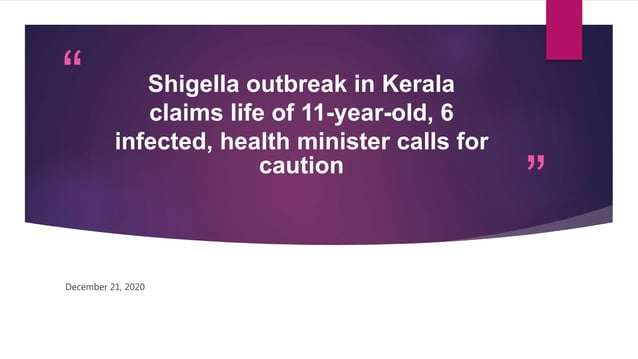 “
Shigella outbreak in Kerala
claims life of 11-year-old, 6
infected, health minister calls for
caution
”
December 21, 2020